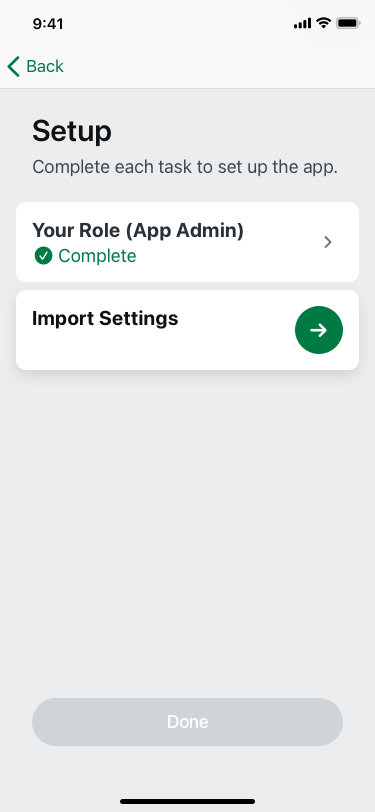 9:41
Back
Setup
Complete each task to set up the app.
Your Role (App Admin)
Complete
Import Settings
Done